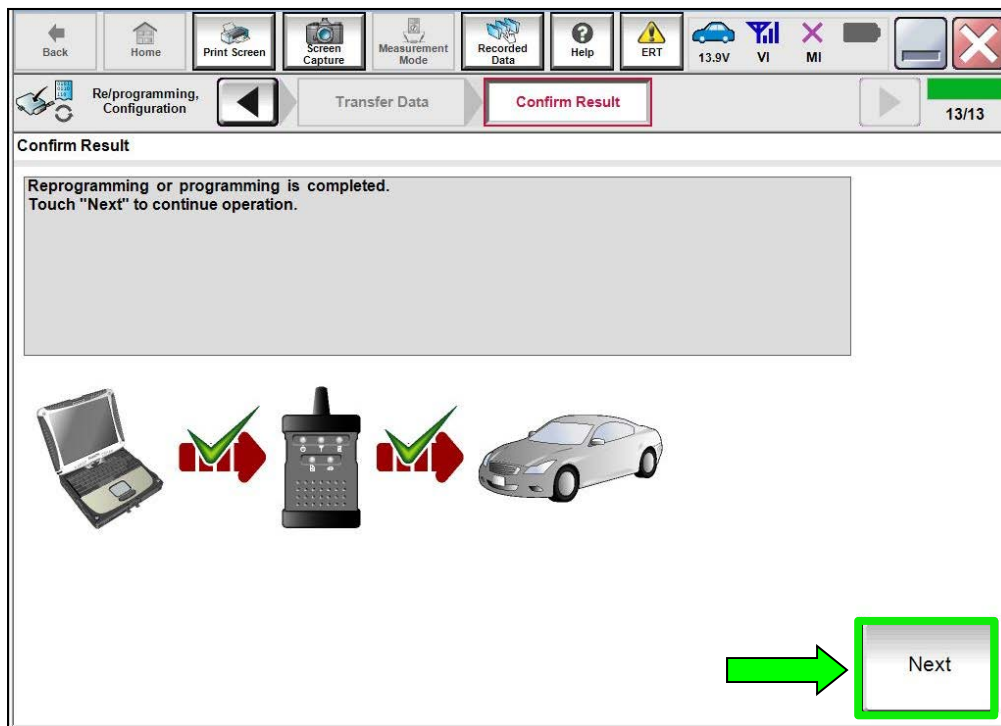 Back
Home
Print Screen
Screen
Capture
Measurement
Mode
Recorded
Data
Help
ERT
13.9V
VI
MI
Re/programming,
Configuration
Transfer Data
Confirm Result
13/13
Confirm Result
Reprogramming or programming is completed.
Touch "Next" to continue operation.
Next